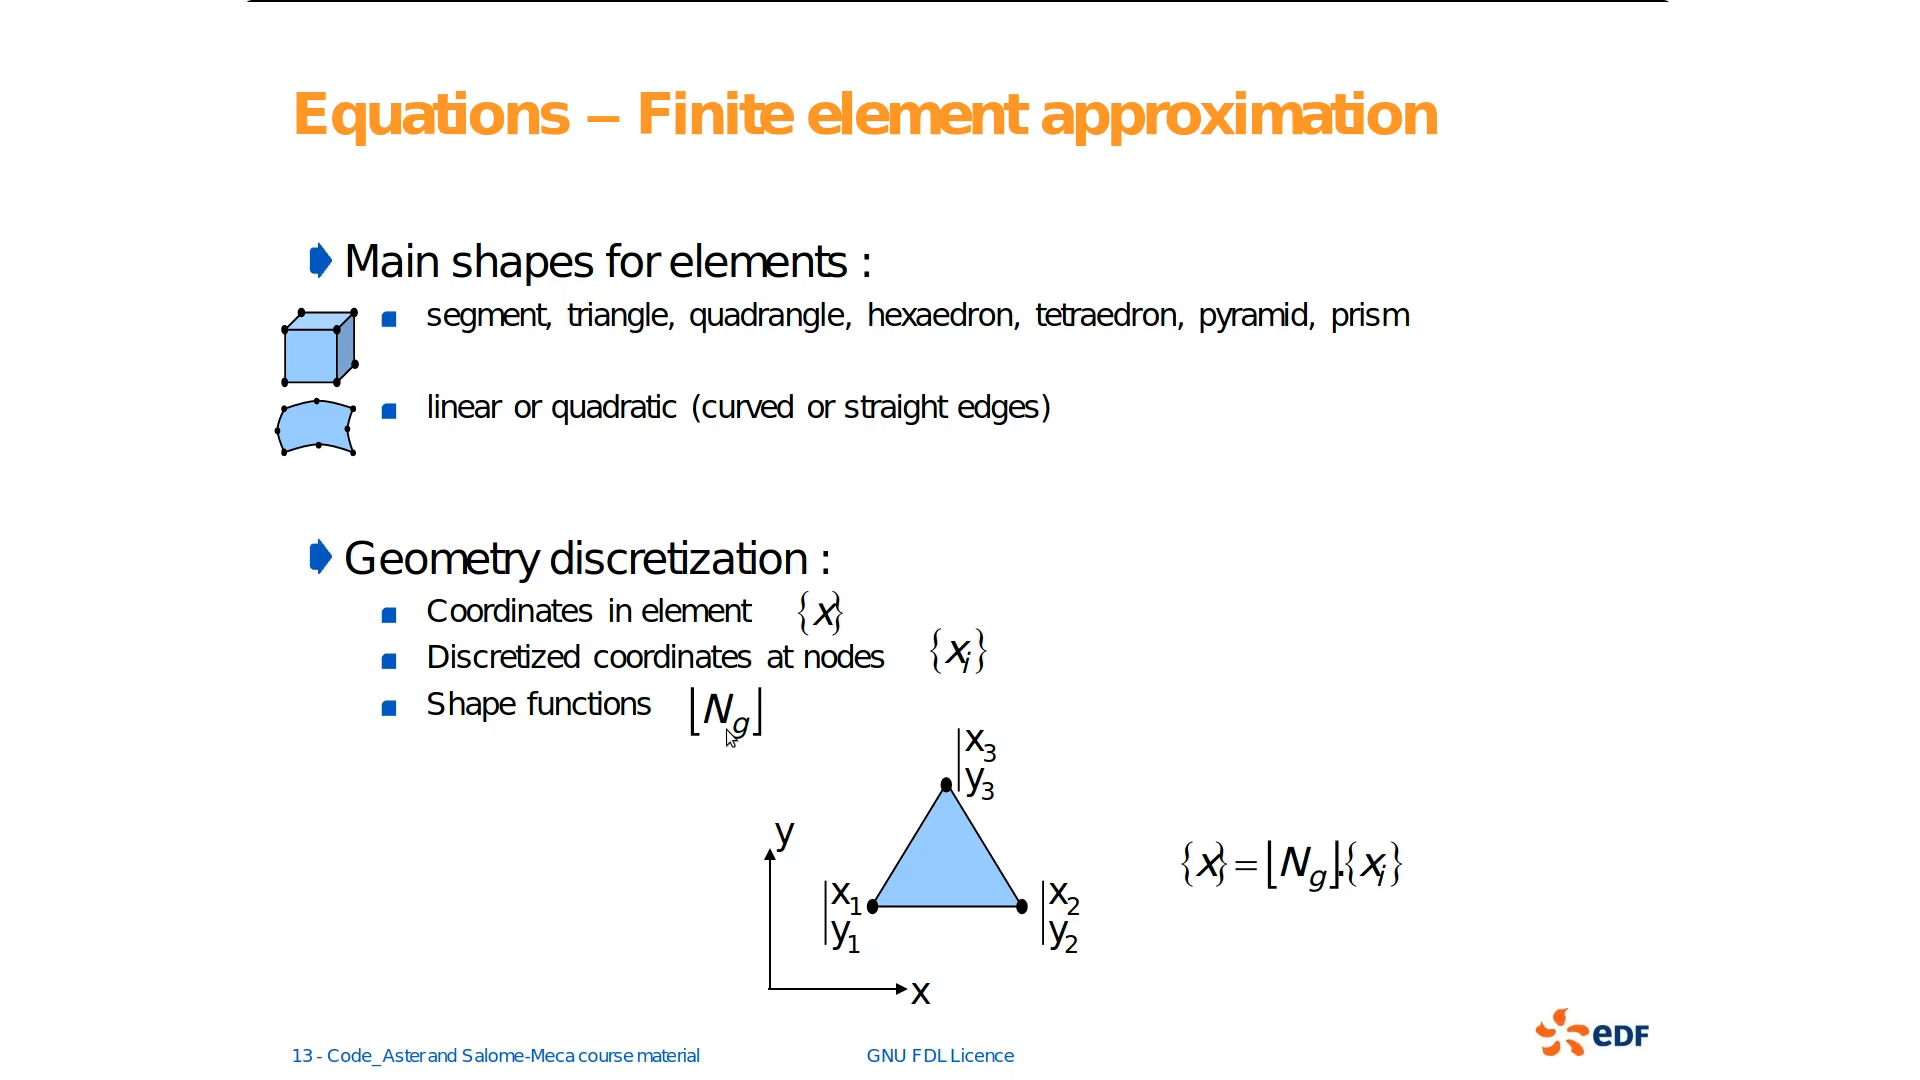 Equations – Finite element approximation
Main shapes for elements :
segment, triangle, quadrangle, hexaedron, tetraedron, pyramid, prism
linear or quadratic (curved or straight edges)
Geometry discretization :
Coordinates in element {x}
Discretized coordinates at nodes {xᵢ}
Shape functions ⌊N_g⌋
x₃
y₃
y
x₁
y₁
x₂
y₂
{x}=⌊N_g⌋.{xᵢ}
x
13 - Code_Aster and Salome-Meca course material GNU FDL Licence
eDF